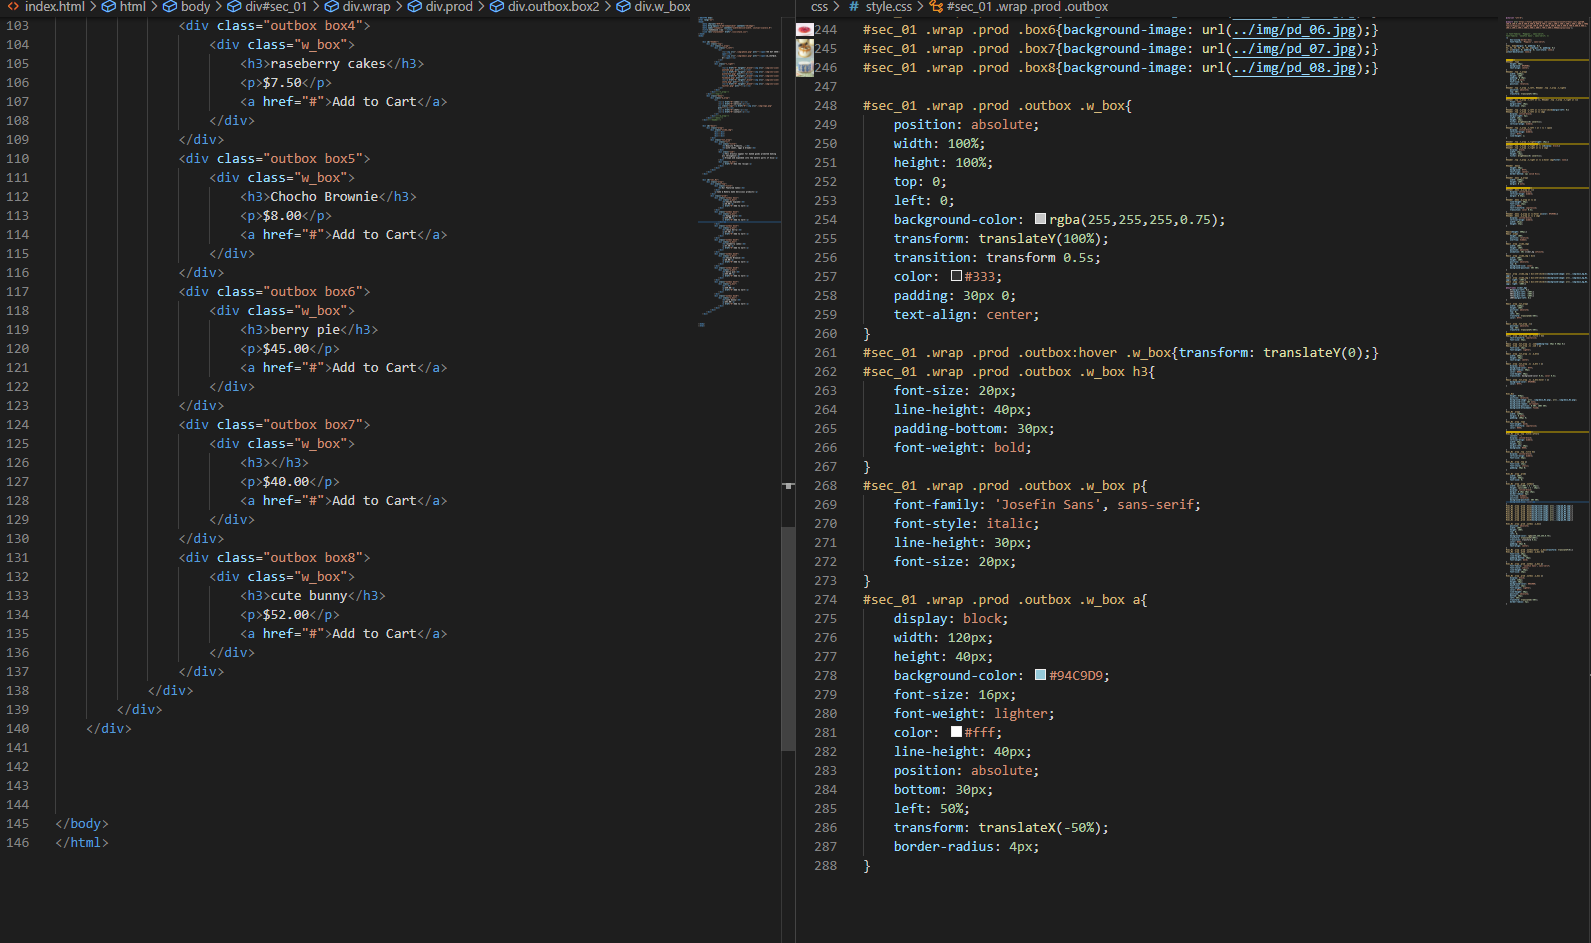 index.html > html > body > div#sec_01 > div.wrap > div.prod > div.outbox.box2 > div.w_box
103 <div class="outbox box4">
104 <div class="w_box">
105 <h3>raseberry cakes</h3>
106 <p>$7.50</p>
107 <a href="#">Add to Cart</a>
108 </div>
109 </div>
110 <div class="outbox box5">
111 <div class="w_box">
112 <h3>Chocho Brownie</h3>
113 <p>$8.00</p>
114 <a href="#">Add to Cart</a>
115 </div>
116 </div>
117 <div class="outbox box6">
118 <div class="w_box">
119 <h3>berry pie</h3>
120 <p>$45.00</p>
121 <a href="#">Add to Cart</a>
122 </div>
123 </div>
124 <div class="outbox box7">
125 <div class="w_box">
126 <h3></h3>
127 <p>$40.00</p>
128 <a href="#">Add to Cart</a>
129 </div>
130 </div>
131 <div class="outbox box8">
132 <div class="w_box">
133 <h3>cute bunny</h3>
134 <p>$52.00</p>
135 <a href="#">Add to Cart</a>
136 </div>
137 </div>
138 </div>
139 </div>
140 </div>
141
142
143
144
145 </body>
146 </html>
css > # style.css > #sec_01 .wrap .prod .outbox
244 #sec_01 .wrap .prod .box6{background-image: url(../img/pd_06.jpg);}
245 #sec_01 .wrap .prod .box7{background-image: url(../img/pd_07.jpg);}
246 #sec_01 .wrap .prod .box8{background-image: url(../img/pd_08.jpg);}
247
248 #sec_01 .wrap .prod .outbox .w_box{
249 position: absolute;
250 width: 100%;
251 height: 100%;
252 top: 0;
253 left: 0;
254 background-color: rgba(255,255,255,0.75);
255 transform: translateY(100%);
256 transition: transform 0.5s;
257 color: #333;
258 padding: 30px 0;
259 text-align: center;
260 }
261 #sec_01 .wrap .prod .outbox:hover .w_box{transform: translateY(0);}
262 #sec_01 .wrap .prod .outbox .w_box h3{
263 font-size: 20px;
264 line-height: 40px;
265 padding-bottom: 30px;
266 font-weight: bold;
267 }
268 #sec_01 .wrap .prod .outbox .w_box p{
269 font-family: 'Josefin Sans', sans-serif;
270 font-style: italic;
271 line-height: 30px;
272 font-size: 20px;
273 }
274 #sec_01 .wrap .prod .outbox .w_box a{
275 display: block;
276 width: 120px;
277 height: 40px;
278 background-color: #94C9D9;
279 font-size: 16px;
280 font-weight: lighter;
281 color: #fff;
282 line-height: 40px;
283 position: absolute;
284 bottom: 30px;
285 left: 50%;
286 transform: translateX(-50%);
287 border-radius: 4px;
288 }